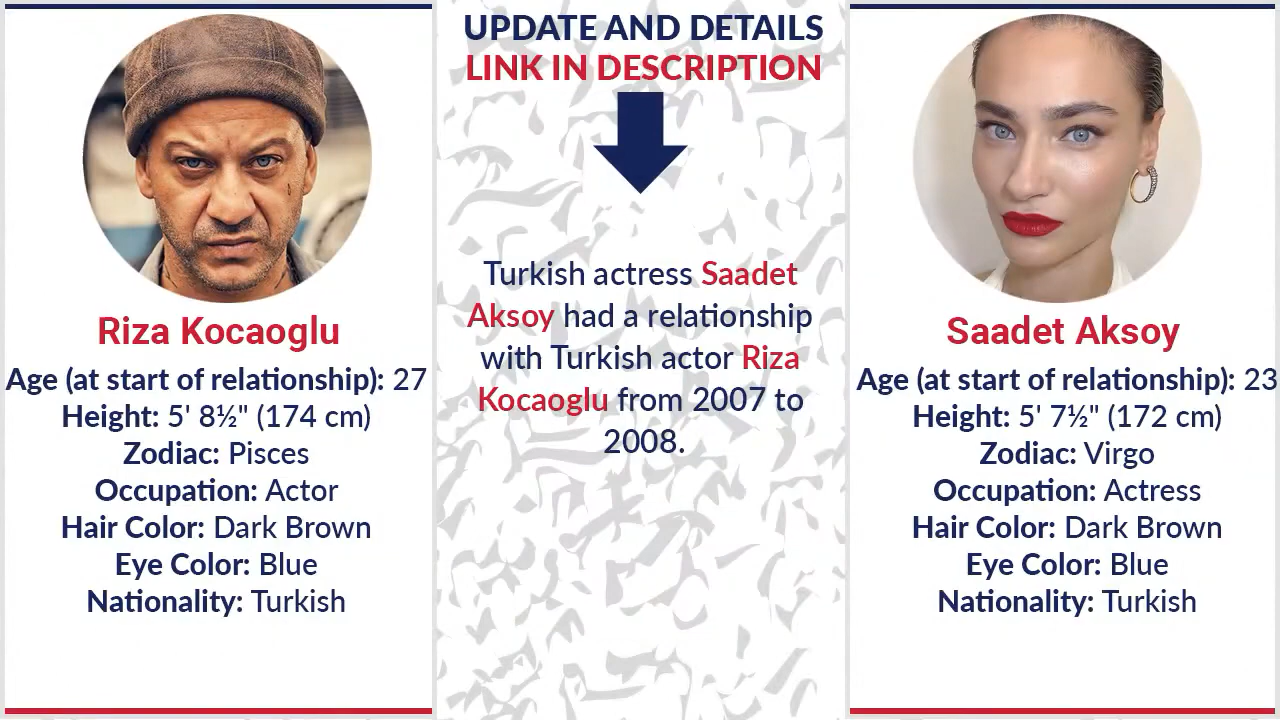 Riza Kocaoglu
Age (at start of relationship): 27
Height: 5' 8½" (174 cm)
Zodiac: Pisces
Occupation: Actor
Hair Color: Dark Brown
Eye Color: Blue
Nationality: Turkish
UPDATE AND DETAILS
LINK IN DESCRIPTION
Turkish actress Saadet
Aksoy had a relationship
with Turkish actor Riza
Kocaoglu from 2007 to
2008.
Saadet Aksoy
Age (at start of relationship): 23
Height: 5' 7½" (172 cm)
Zodiac: Virgo
Occupation: Actress
Hair Color: Dark Brown
Eye Color: Blue
Nationality: Turkish